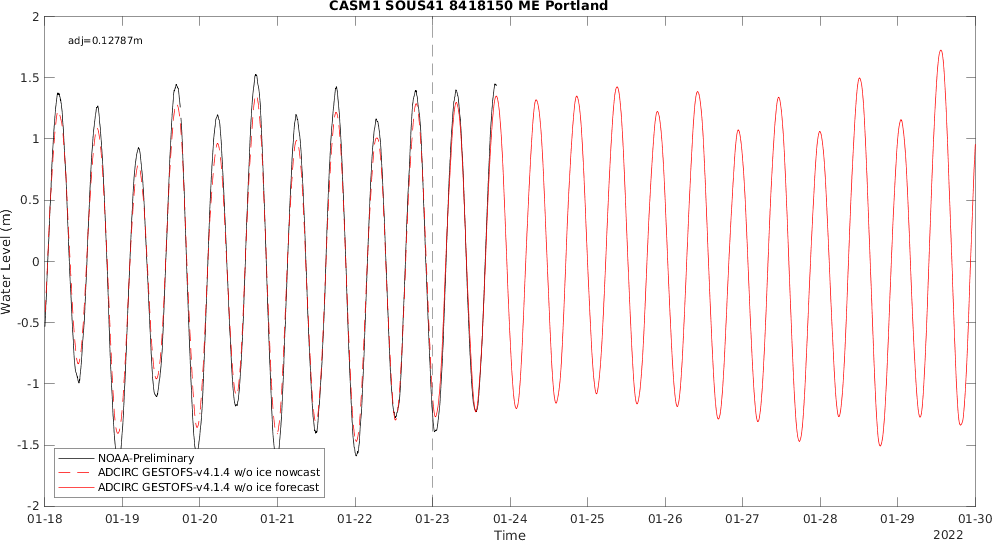 CASM1 SOUS41 8418150 ME Portland
adj=0.12787m
2
1.5
1
0.5
0
-0.5
-1
-1.5
-2
Water Level (m)
NOAA-Preliminary
ADCIRC GESTOFS-v4.1.4 w/o ice nowcast
ADCIRC GESTOFS-v4.1.4 w/o ice forecast
01-18 01-19 01-20 01-21 01-22 01-23 01-24 01-25 01-26 01-27 01-28 01-29 01-30
Time
2022